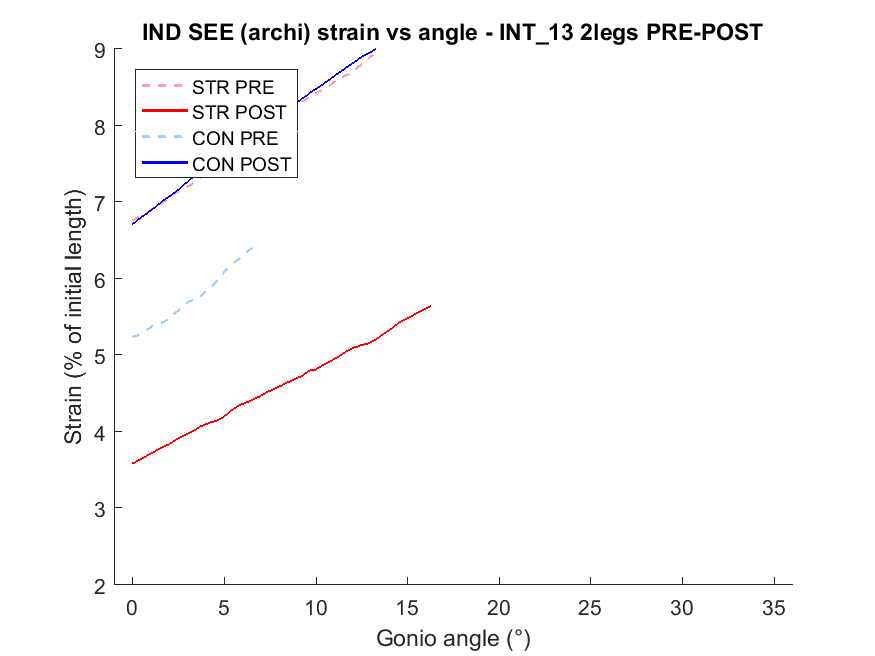 IND SEE (archi) strain vs angle - INT_13 2legs PRE-POST
STR PRE
STR POST
CON PRE
CON POST
9
8
7
6
5
4
3
2
Strain (% of initial length)
0 5 10 15 20 25 30 35
Gonio angle (°)